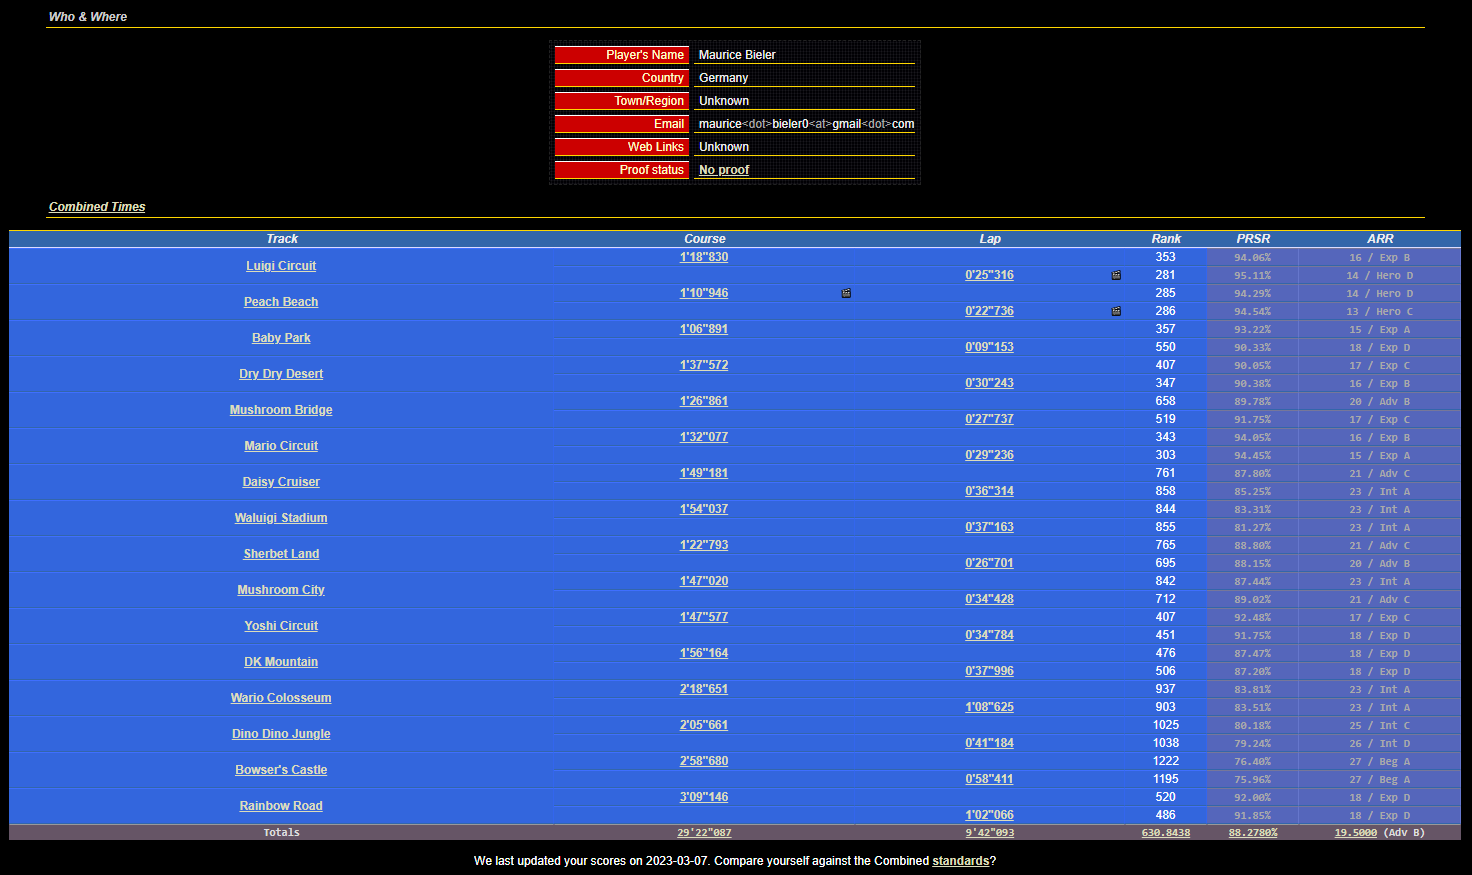 Who & Where
Player's Name Maurice Bieler
Country Germany
Town/Region Unknown
Email maurice<dot>bieler0<at>gmail<dot>com
Web Links Unknown
Proof status No proof
Combined Times
Track Course Lap Rank PRSR ARR
Luigi Circuit
1'18"830 353 94.06% 16 / Exp B
0'25"316 281 95.11% 14 / Hero D
Peach Beach
1'10"946 285 94.29% 14 / Hero D
0'22"736 286 94.54% 13 / Hero C
Baby Park
1'06"891 357 93.22% 15 / Exp A
0'09"153 550 90.33% 18 / Exp D
Dry Dry Desert
1'37"572 407 90.05% 17 / Exp C
0'30"243 347 90.38% 16 / Exp B
Mushroom Bridge
1'26"861 658 89.78% 20 / Adv B
0'27"737 519 91.75% 17 / Exp C
Mario Circuit
1'32"077 343 94.05% 16 / Exp B
0'29"236 303 94.45% 15 / Exp A
Daisy Cruiser
1'49"181 761 87.80% 21 / Adv C
0'36"314 858 85.25% 23 / Int A
Waluigi Stadium
1'54"037 844 83.31% 23 / Int A
0'37"163 855 81.27% 23 / Int A
Sherbet Land
1'22"793 765 88.80% 21 / Adv C
0'26"701 695 88.15% 20 / Adv B
Mushroom City
1'47"020 842 87.44% 23 / Int A
0'34"428 712 89.02% 21 / Adv C
Yoshi Circuit
1'47"577 407 92.48% 17 / Exp C
0'34"784 451 91.75% 18 / Exp D
DK Mountain
1'56"164 476 87.47% 18 / Exp D
0'37"996 506 87.20% 18 / Exp D
Wario Colosseum
2'18"651 937 83.81% 23 / Int A
1'08"625 903 83.51% 23 / Int A
Dino Dino Jungle
2'05"661 1025 80.18% 25 / Int C
0'41"184 1038 79.24% 26 / Int D
Bowser's Castle
2'58"680 1222 76.40% 27 / Beg A
0'58"411 1195 75.96% 27 / Beg A
Rainbow Road
3'09"146 520 92.00% 18 / Exp D
1'02"066 486 91.85% 18 / Exp D
Totals 29'22"087 9'42"093 630.8438 88.2780% 19.5000 (Adv B)
We last updated your scores on 2023-03-07. Compare yourself against the Combined standards?